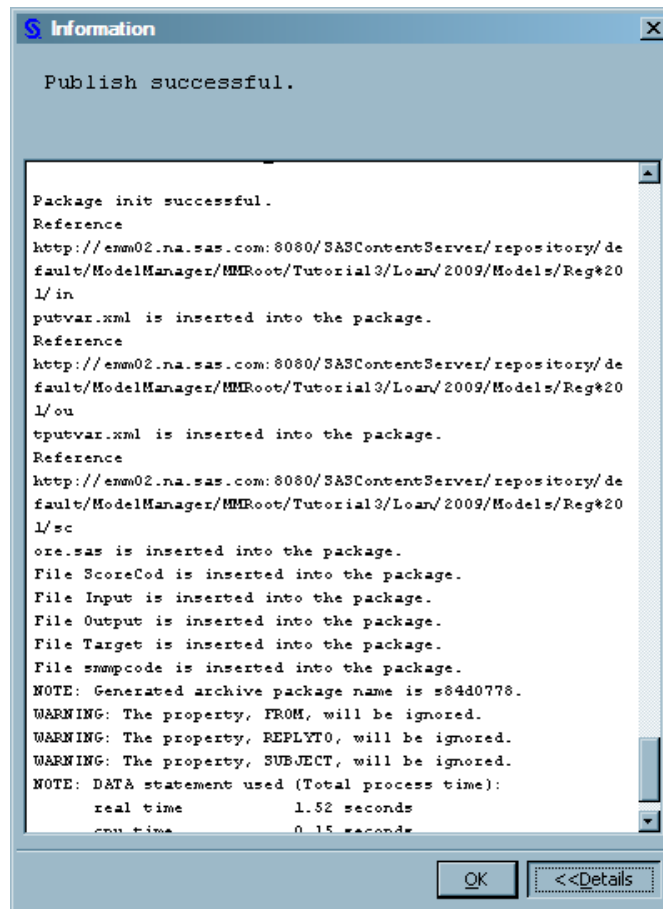 Information
Publish successful.
Package init successful.
Reference
http://emm02.na.sas.com:8080/SASContentServer/repository/de
fault/ModelManager/MMRoot/Tutorial3/Loan/2009/Models/Reg%20
1/in
putvar.xml is inserted into the package.
Reference
http://emm02.na.sas.com:8080/SASContentServer/repository/de
fault/ModelManager/MMRoot/Tutorial3/Loan/2009/Models/Reg%20
1/ou
tputvar.xml is inserted into the package.
Reference
http://emm02.na.sas.com:8080/SASContentServer/repository/de
fault/ModelManager/MMRoot/Tutorial3/Loan/2009/Models/Reg%20
1/sc
ore.sas is inserted into the package.
File ScoreCod is inserted into the package.
File Input is inserted into the package.
File Output is inserted into the package.
File Target is inserted into the package.
File smmpcode is inserted into the package.
NOTE: Generated archive package name is s84d0778.
WARNING: The property, FROM, will be ignored.
WARNING: The property, REPLYTO, will be ignored.
WARNING: The property, SUBJECT, will be ignored.
NOTE: DATA statement used (Total process time):
real time 1.52 seconds
cpu time 0.15 seconds
OK <<Details